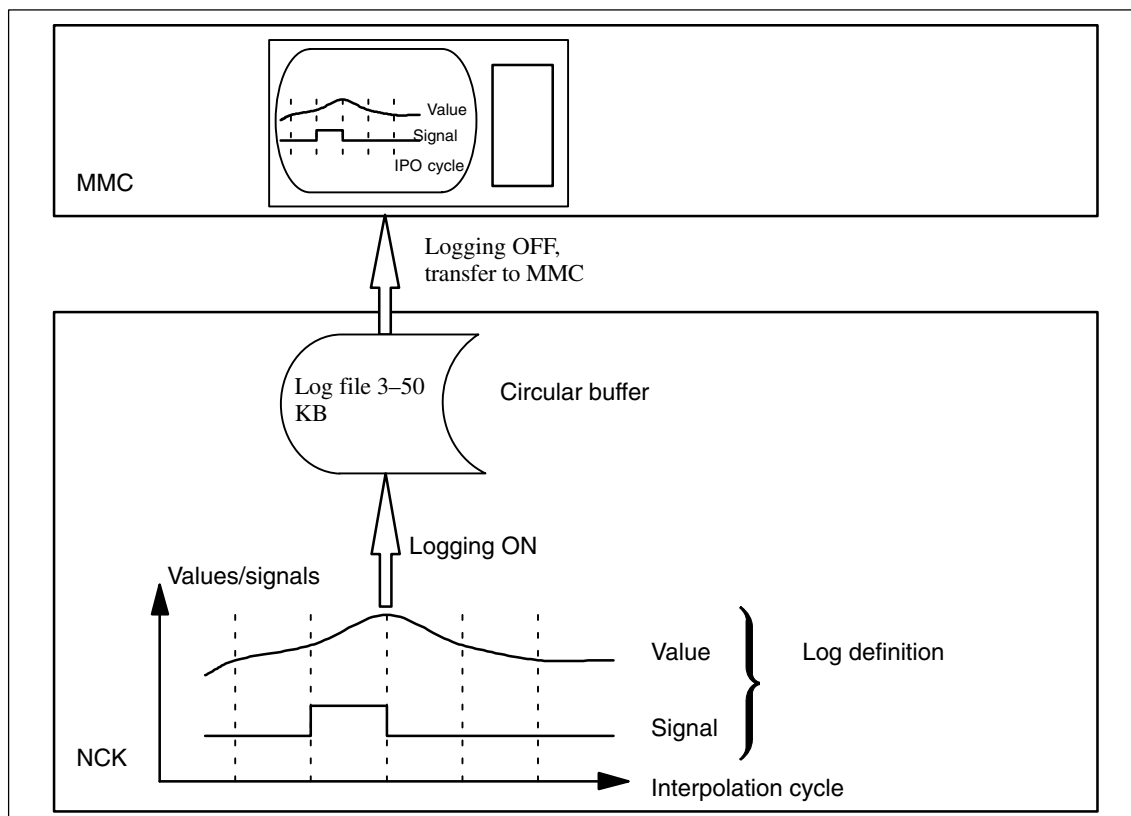 Value
Signal
IPO cycle
MMC
Logging OFF,
transfer to MMC
Log file 3–50
KB
Circular buffer
Logging ON
Values/signals
Value
Log definition
Signal
NCK
Interpolation cycle